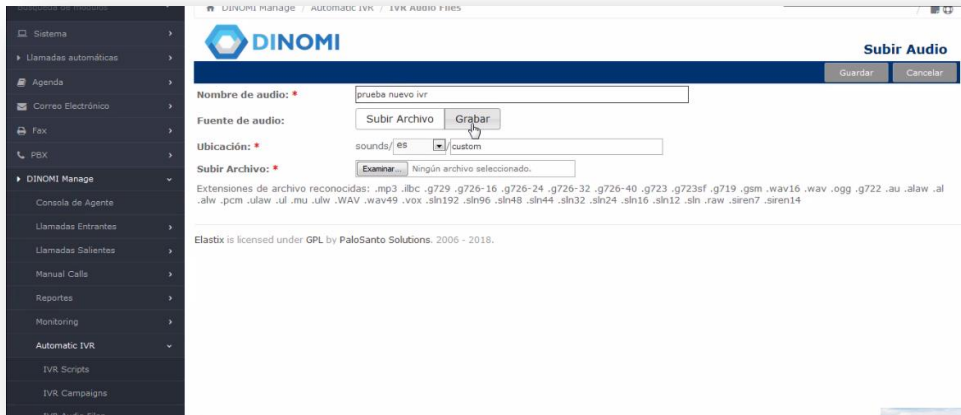 Búsqueda de módulos
DINOMI Manage / Automatic IVR / IVR Audio Files
Sistema
Llamadas automáticas
Agenda
Correo Electrónico
Fax
PBX
DINOMI Manage
Consola de Agente
Llamadas Entrantes
Llamadas Salientes
Manual Calls
Reportes
Monitoring
Automatic IVR
IVR Scripts
IVR Campaigns
IVR Audio Files
DINOMI
Subir Audio
Guardar
Cancelar
Nombre de audio: * prueba nuevo ivr
Fuente de audio: Subir Archivo Grabar
Ubicación: * sounds/ es / custom
Subir Archivo: * Examinar... Ningún archivo seleccionado.
Extensiones de archivo reconocidas: .mp3 .ilbc .g729 .g726-16 .g726-24 .g726-32 .g726-40 .g723 .g723sf .g719 .gsm .wav16 .wav .ogg .g722 .au .alaw .al
.alw .pcm .ulaw .ul .mu .ulw .WAV .wav49 .vox .sln192 .sln96 .sln48 .sln44 .sln32 .sln24 .sln16 .sln12 .sln .raw .siren7 .siren14
Elastix is licensed under GPL by PaloSanto Solutions. 2006 - 2018.